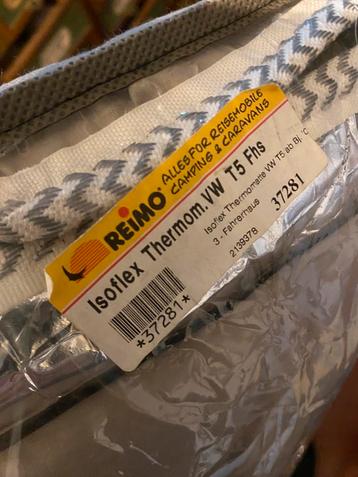 REIMO
ALLES FOR REISEMOBILE
CAMPING & CARAVANS
Isoflex Thermom.VW T5 Fhs
Isoflex Thermomatte VW T5 ab Bj.
3 - Fahrerhaus
2139378
37281
*37281*